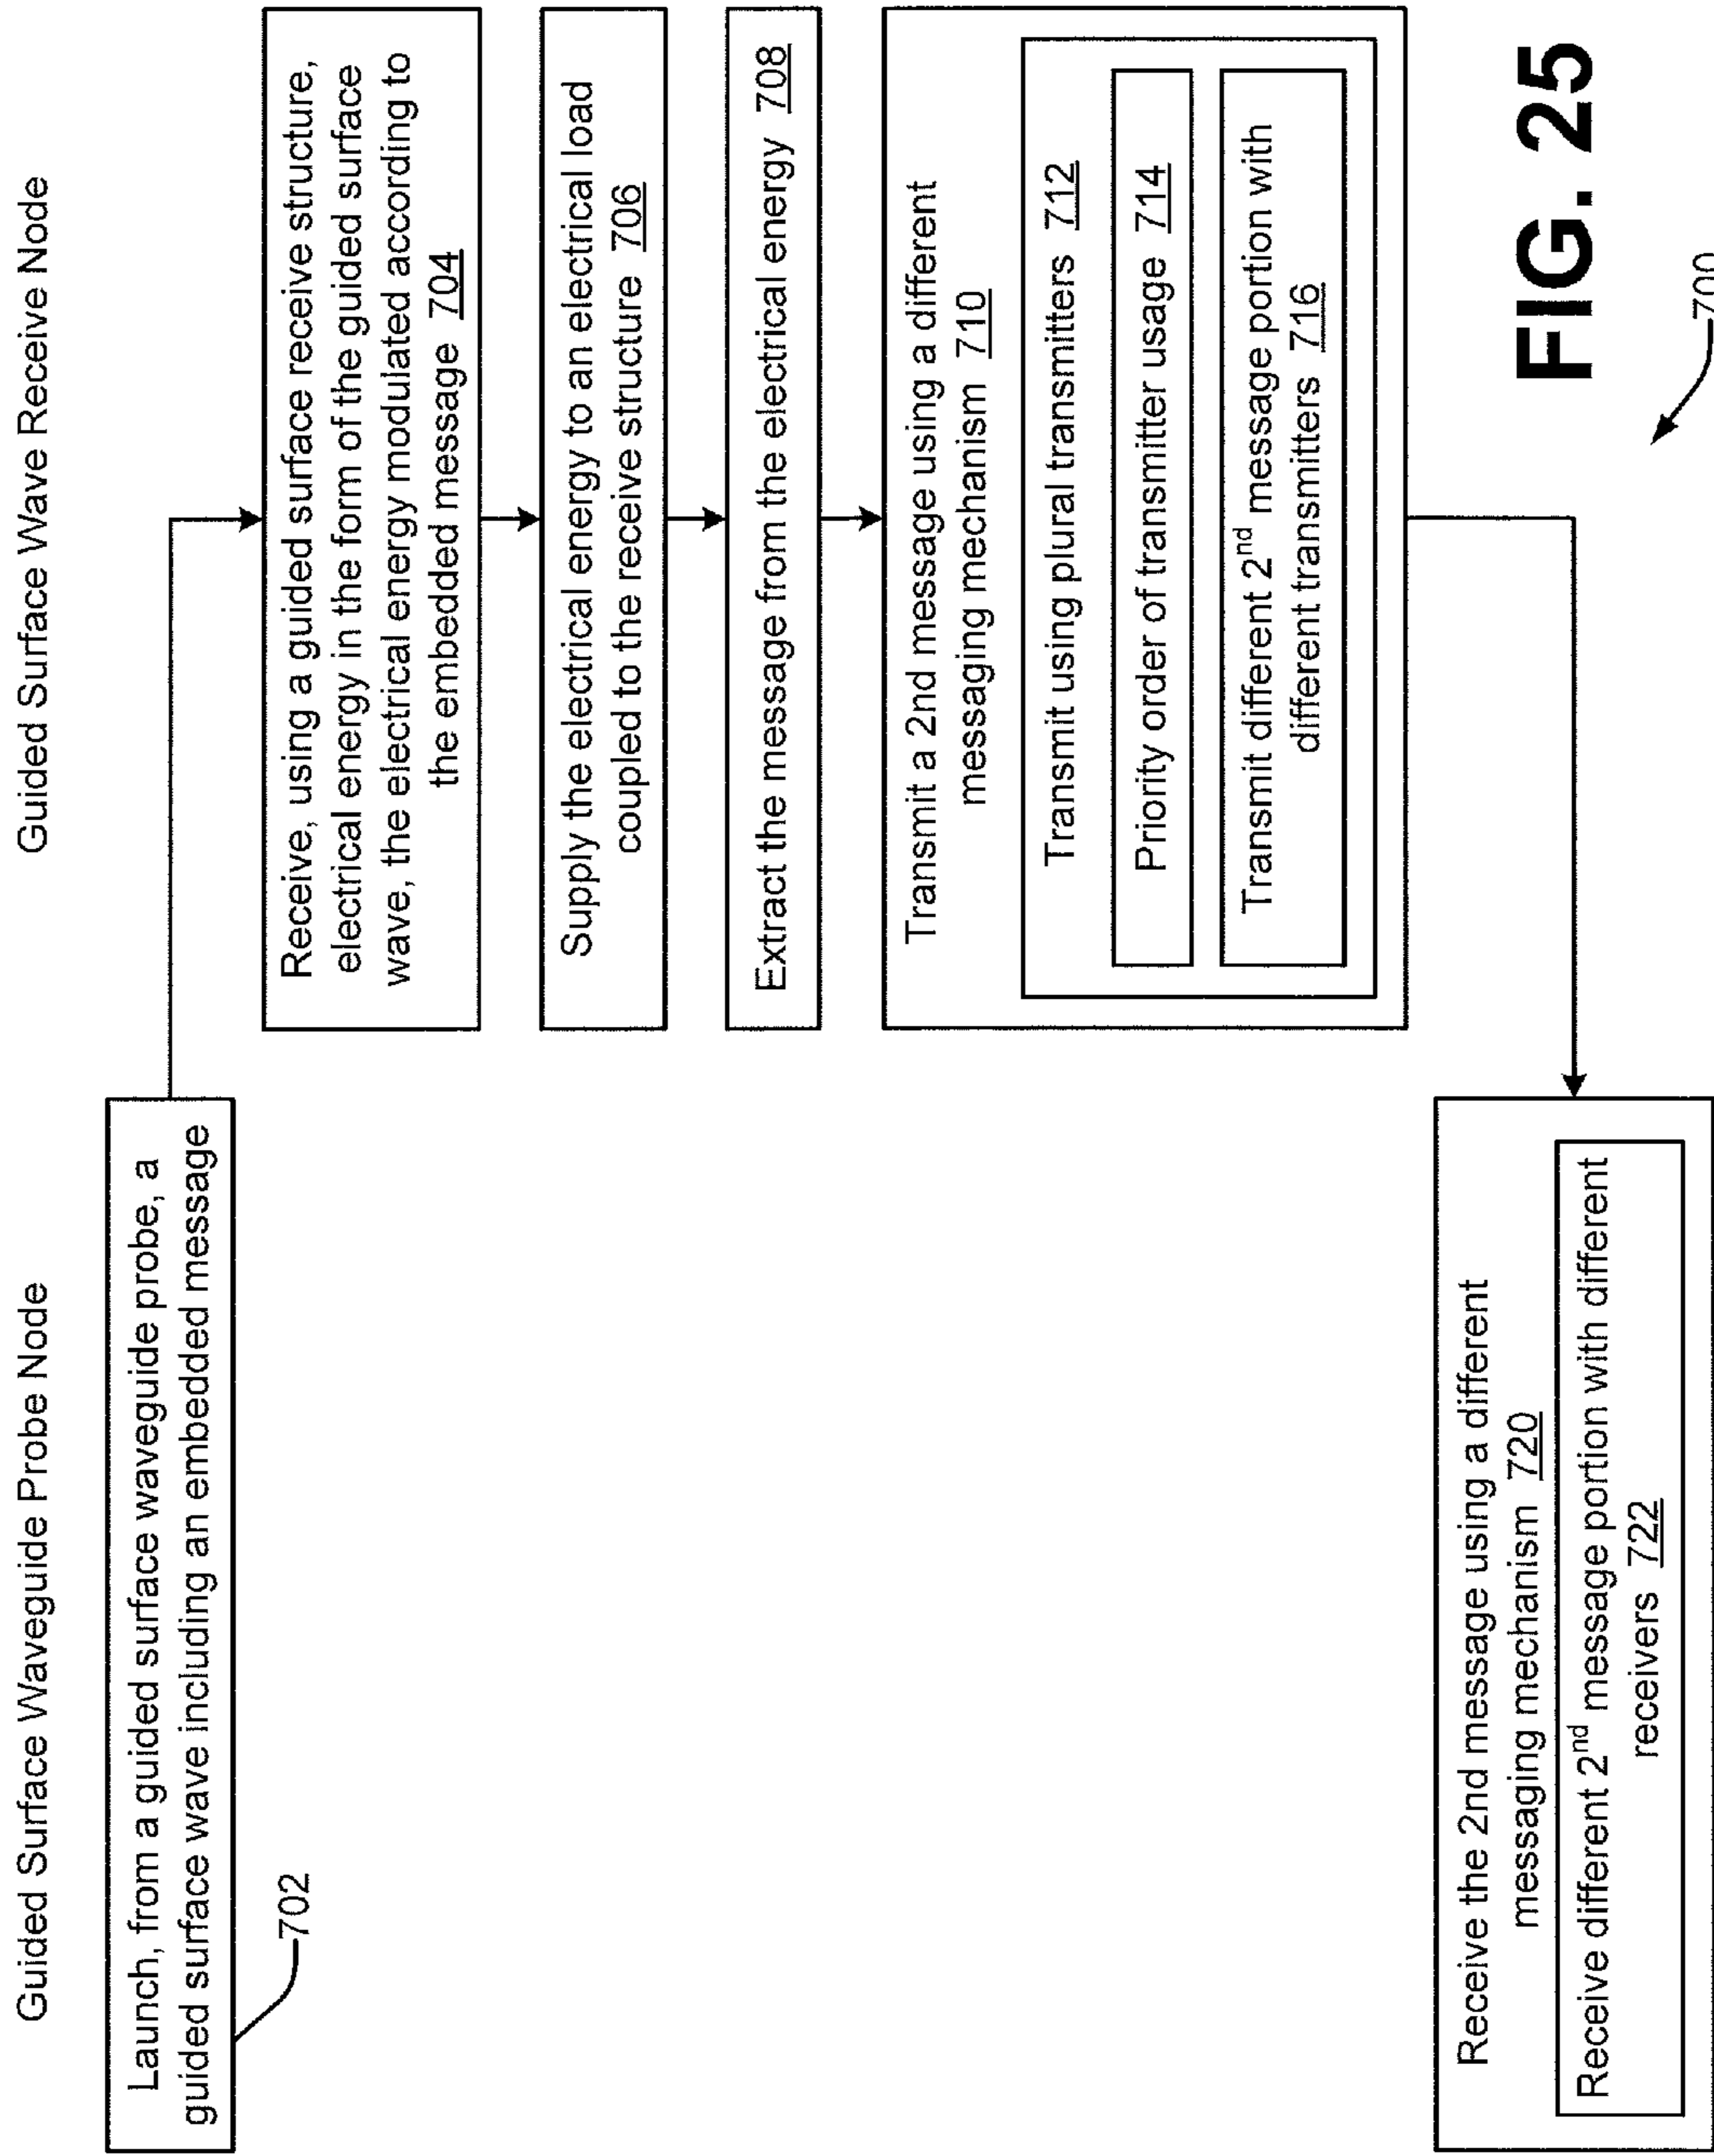 Guided Surface Waveguide Probe Node
Guided Surface Wave Receive Node
Launch, from a guided surface waveguide probe, a
guided surface wave including an embedded message
702
Receive, using a guided surface receive structure,
electrical energy in the form of the guided surface
wave, the electrical energy modulated according to
the embedded message 704
Supply the electrical energy to an electrical load
coupled to the receive structure 706
Extract the message from the electrical energy 708
Transmit a 2nd message using a different
messaging mechanism 710
Transmit using plural transmitters 712
Priority order of transmitter usage 714
Transmit different 2nd message portion with
different transmitters 716
Receive the 2nd message using a different
messaging mechanism 720
Receive different 2nd message portion with different
receivers 722
FIG. 25
700